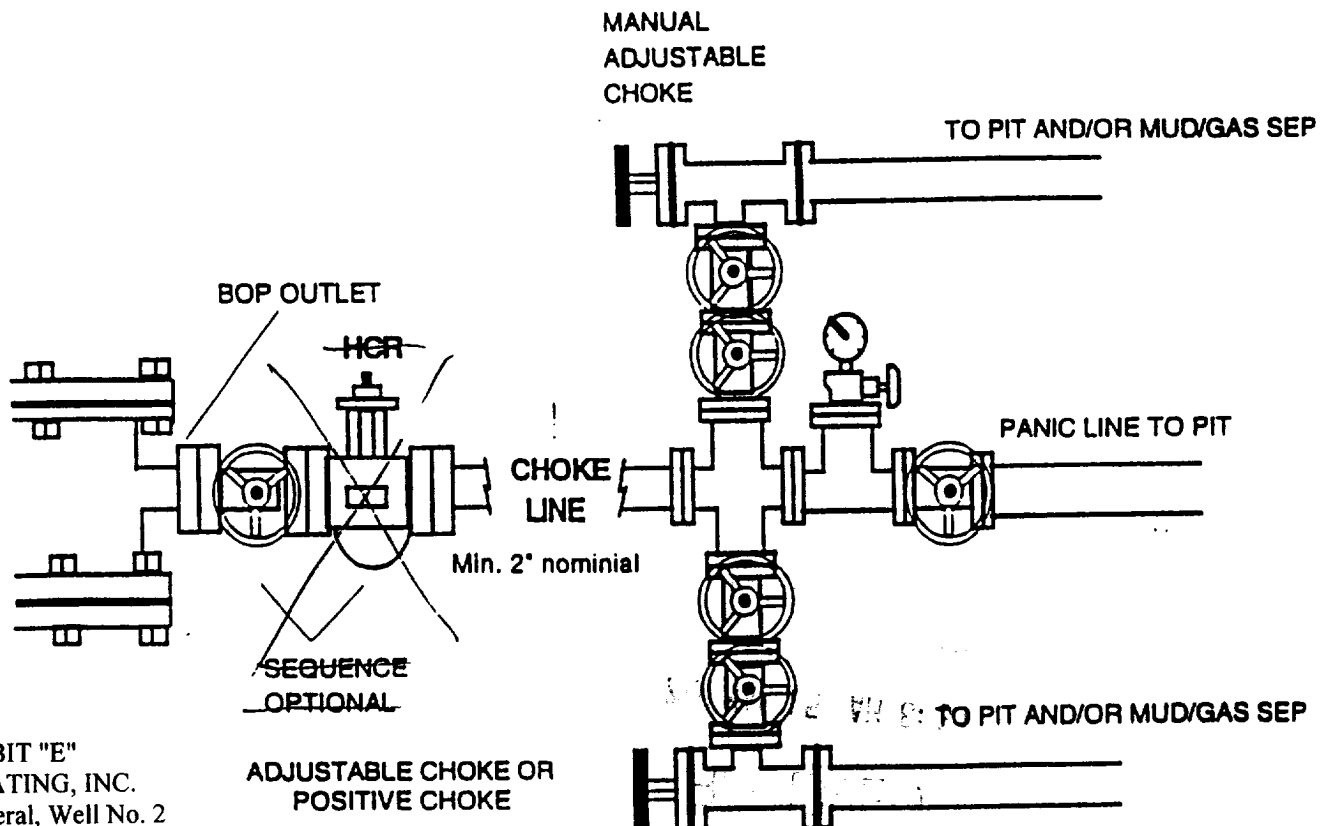 MANUAL
ADJUSTABLE
CHOKE
TO PIT AND/OR MUD/GAS SEP
BOP OUTLET
HCR
PANIC LINE TO PIT
CHOKE
LINE
Min. 2" nominial
SEQUENCE
OPTIONAL
TO PIT AND/OR MUD/GAS SEP
BIT "E"
ATING, INC.
eral, Well No. 2
ADJUSTABLE CHOKE OR
POSITIVE CHOKE